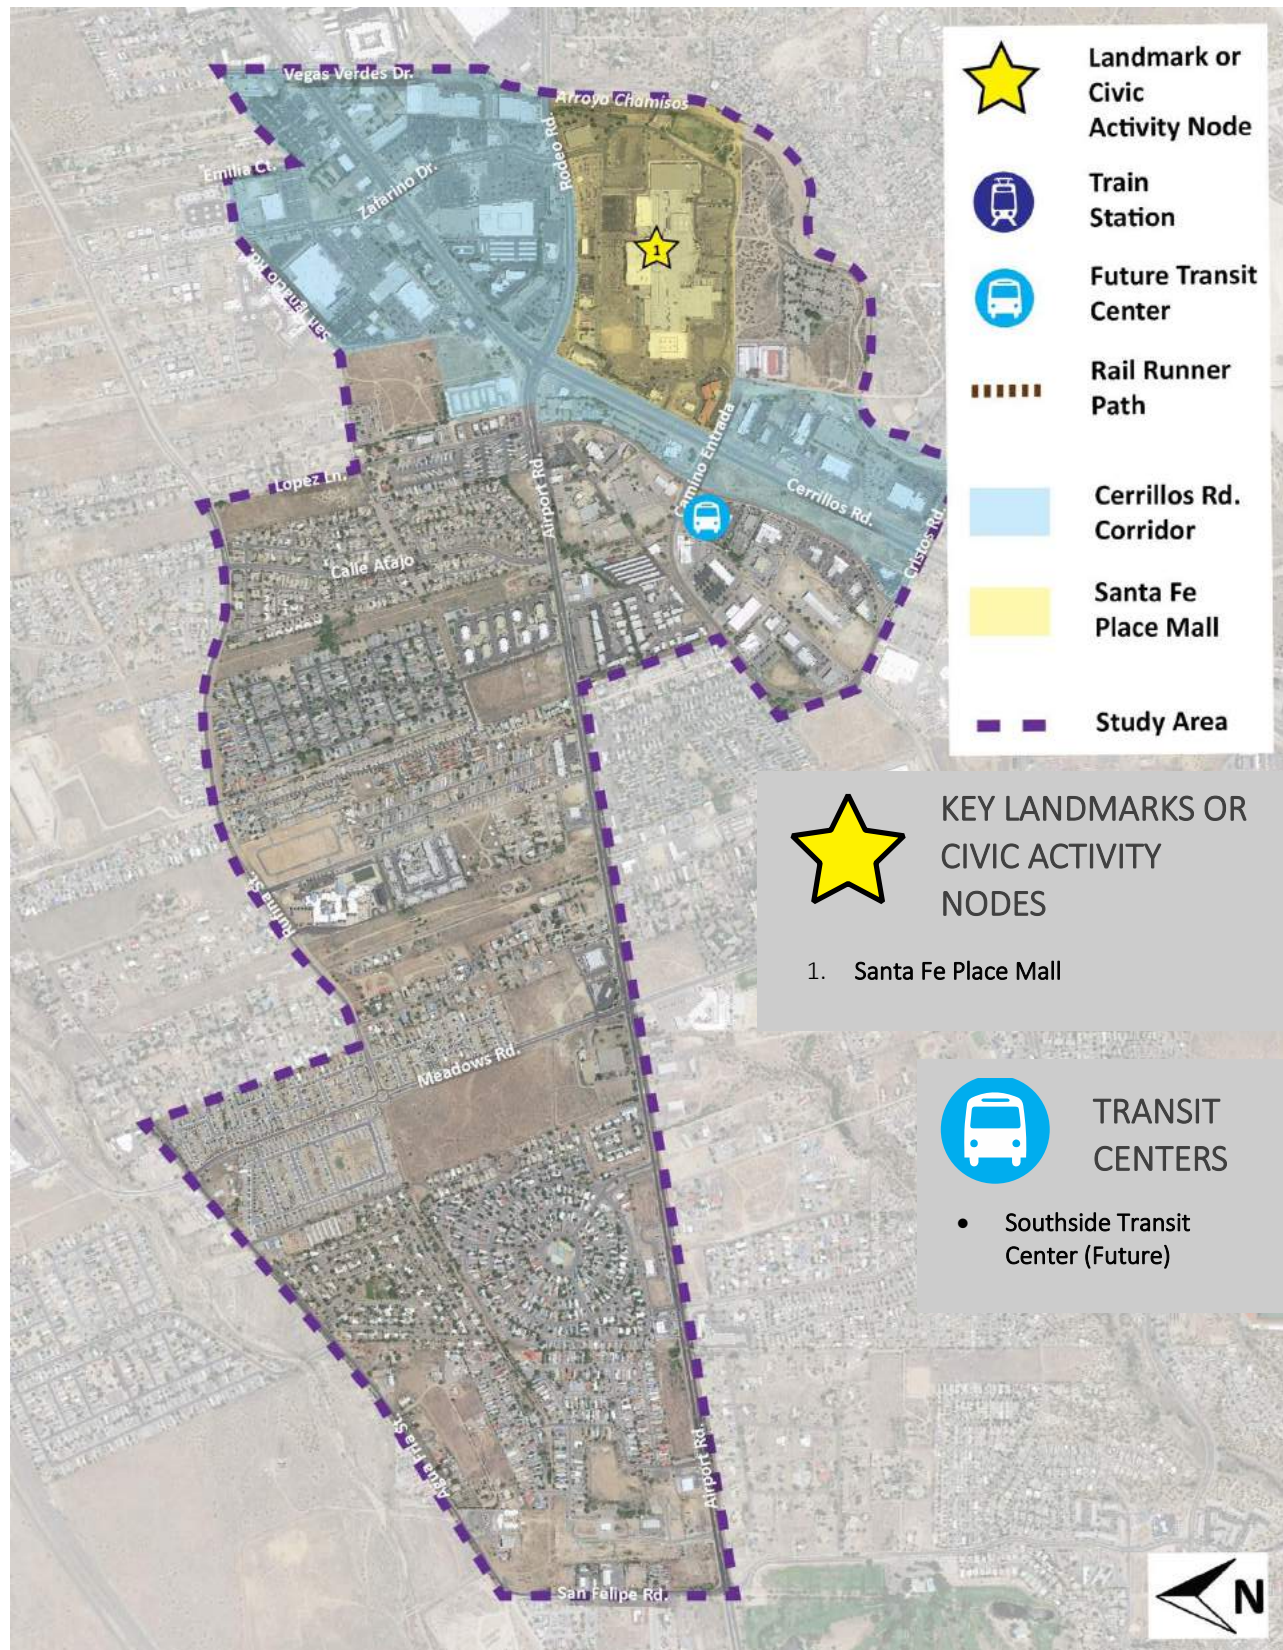 Vegas Verdes Dr.
Arroyo Chamisos
Rodeo Rd.
Emilia Ct.
Zafarino Dr.
San Ignacio Rd.
1
Lopez Ln.
Airport Rd.
Camino Entrada
Cerrillos Rd.
Cristos Rd.
Calle Atajo
Rufina St.
Meadows Rd.
Agua Fria St.
Airport Rd.
San Felipe Rd.
Landmark or
Civic
Activity Node
Train
Station
Future Transit
Center
Rail Runner
Path
Cerrillos Rd.
Corridor
Santa Fe
Place Mall
Study Area
KEY LANDMARKS OR
CIVIC ACTIVITY
NODES
1. Santa Fe Place Mall
TRANSIT
CENTERS
• Southside Transit
Center (Future)
N